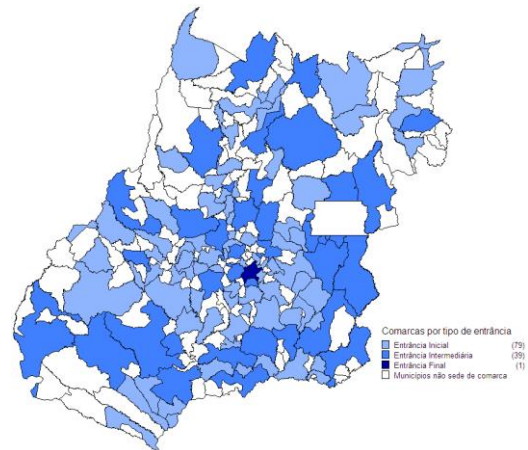 Comarcas por tipo de entrância
Entrância Inicial (79)
Entrância Intermediária (39)
Entrância Final (1)
Municípios não sede de comarca